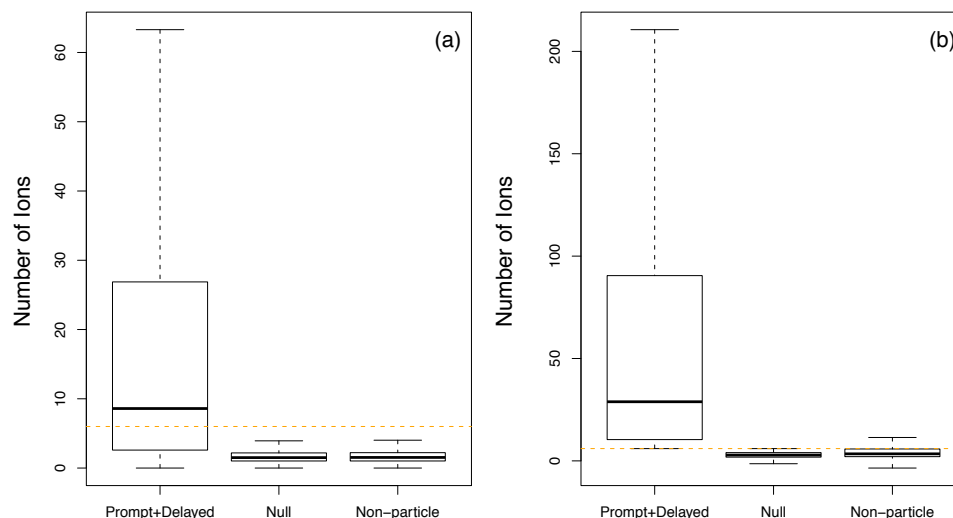 (a)
Number of Ions
60
50
40
30
20
10
0
Prompt+Delayed Null Non−particle
(b)
Number of Ions
200
150
100
50
0
Prompt+Delayed Null Non−particle